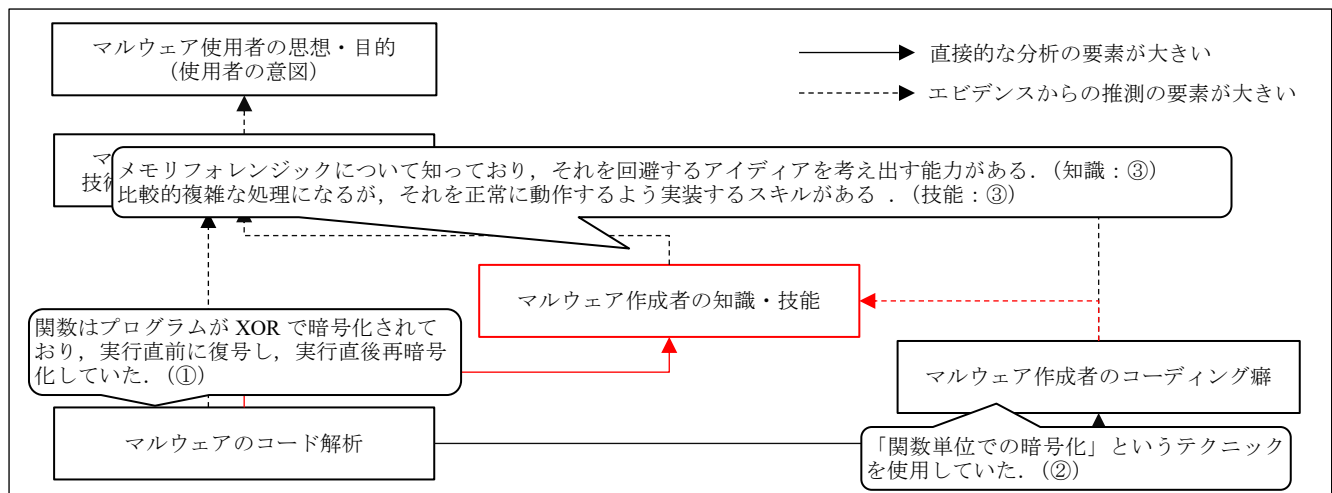 マルウェア使用者の思想・目的
(使用者の意図)
直接的な分析の要素が大きい
エビデンスからの推測の要素が大きい
マ
技術
メモリフォレンジックについて知っており，それを回避するアイディアを考え出す能力がある．（知識：③）
比較的複雑な処理になるが，それを正常に動作するよう実装するスキルがある ．（技能：③）
マルウェア作成者の知識・技能
関数はプログラムが XOR で暗号化されて
おり，実行直前に復号し，実行直後再暗号
化していた．（①）
マルウェア作成者のコーディング癖
マルウェアのコード解析
「関数単位での暗号化」というテクニック
を使用していた．（②）